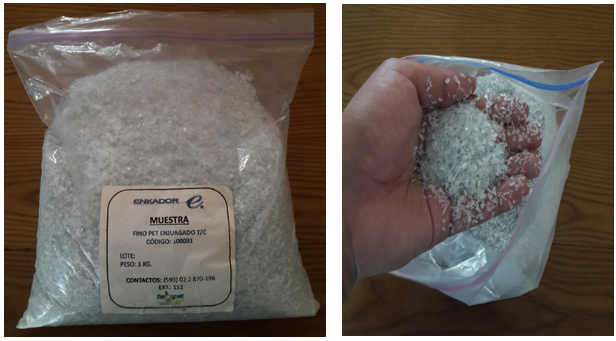 ENKADOR e
MUESTRA
FINO PET ENJUAGADO T/C
CÓDIGO: 100031
LOTE:
PESO: 1 KG.
CONTACTOS: (593) 02 2 870-196
EXT.: 152